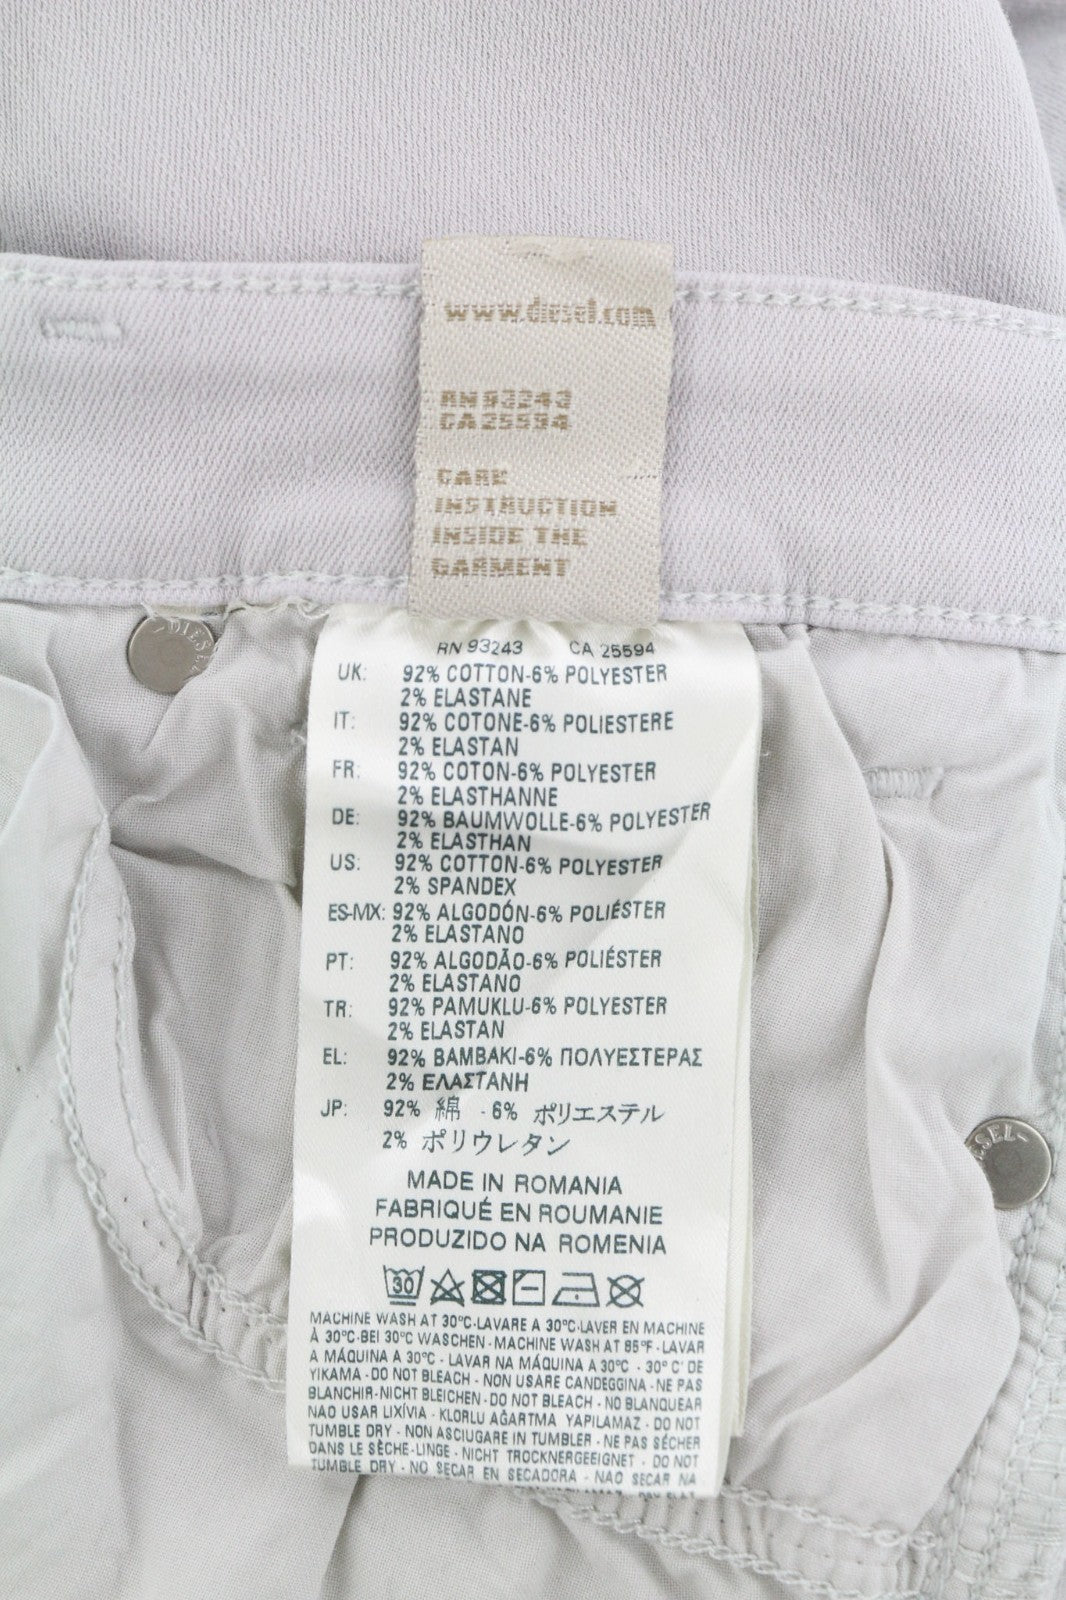 www.diesel.com
RN 93243
CA 25594
CARE
INSTRUCTION
INSIDE THE
GARMENT
DIESEL
RN 93243 CA 25594
UK: 92% COTTON-6% POLYESTER
2% ELASTANE
IT: 92% COTONE-6% POLIESTERE
2% ELASTAN
FR: 92% COTON-6% POLYESTER
2% ELASTHANNE
DE: 92% BAUMWOLLE-6% POLYESTER
2% ELASTHAN
US: 92% COTTON-6% POLYESTER
2% SPANDEX
ES-MX: 92% ALGODÓN-6% POLIÉSTER
2% ELASTANO
PT: 92% ALGODÃO-6% POLIÉSTER
2% ELASTANO
TR: 92% PAMUKLU-6% POLYESTER
2% ELASTAN
EL: 92% ΒΑΜΒΑΚΙ-6% ΠΟΛΥΕΣΤΕΡΑΣ
2% ΕΛΑΣΤΑΝΗ
JP: 92% 綿 - 6% ポリエステル
2% ポリウレタン
-SEL-
MADE IN ROMANIA
FABRIQUÉ EN ROUMANIE
PRODUZIDO NA ROMENIA
30
MACHINE WASH AT 30°C-LAVARE A 30°C-LAVER EN MACHINE
À 30°C-BEI 30°C WASCHEN - MACHINE WASH AT 85°F - LAVAR
A MÁQUINA A 30°C - LAVAR NA MÁQUINA A 30°C - 30° C' DE
YIKAMA - DO NOT BLEACH - NON USARE CANDEGGINA - NE PAS
BLANCHIR-NICHT BLEICHEN - DO NOT BLEACH - NO BLANQUEAR
NAO USAR LIXÍVIA - KLORLU AĞARTMA YAPILAMAZ - DO NOT
TUMBLE DRY - NON ASCIUGARE IN TUMBLER - NE PAS SÉCHER
DANS LE SÈCHE-LINGE - NICHT TROCKNERGEEIGNET - DO NOT
TUMBLE DRY - NO SECAR EN SECADORA - NAO SECAR NA